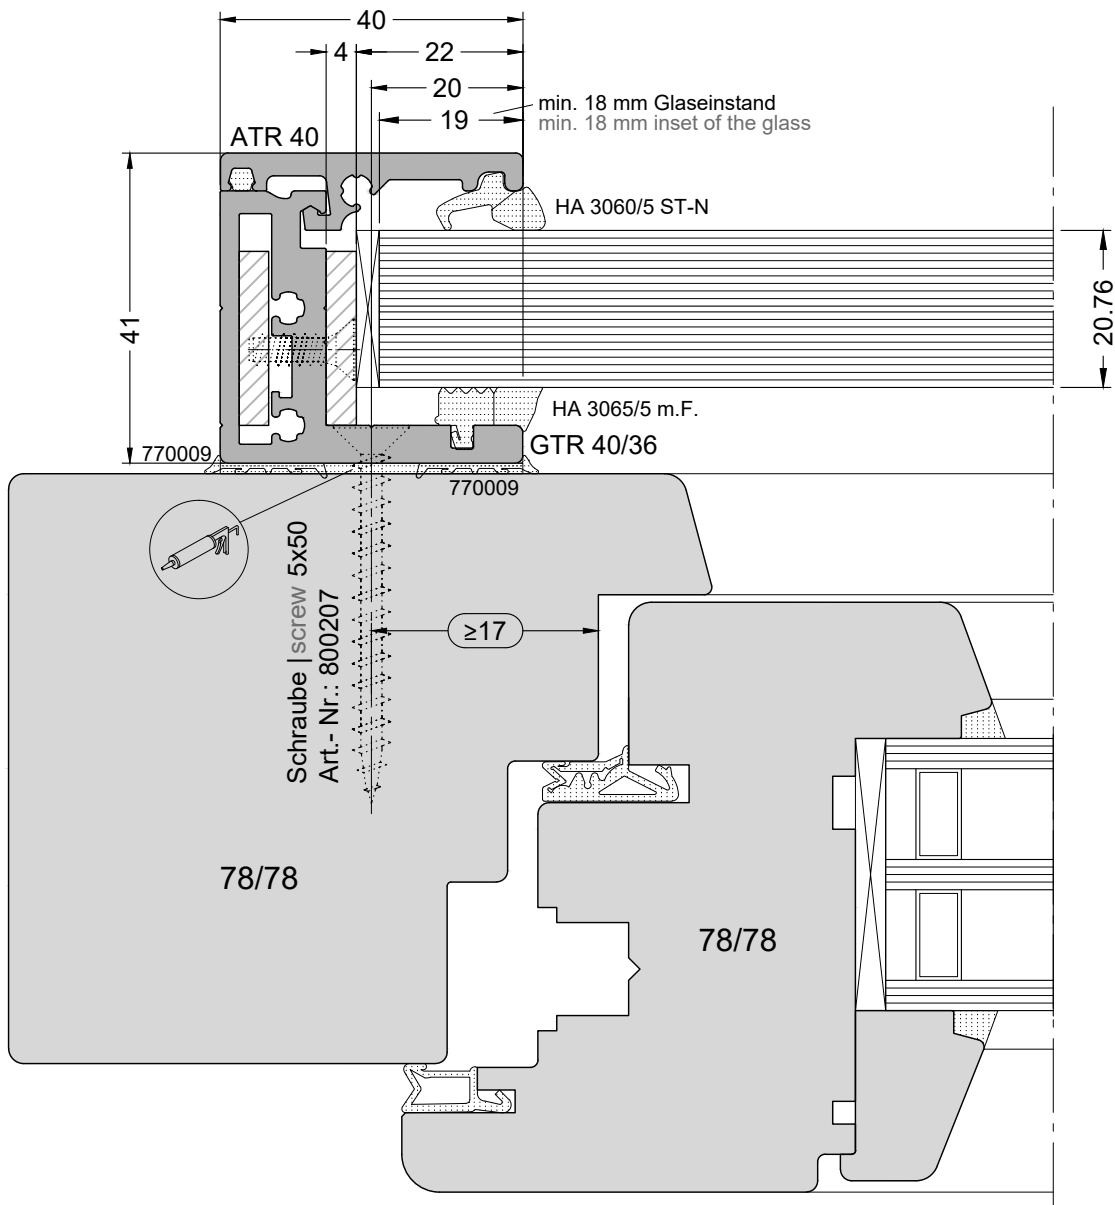 40
4
22
20
19
min. 18 mm Glaseinstand
min. 18 mm inset of the glass
ATR 40
HA 3060/5 ST-N
41
20.76
HA 3065/5 m.F.
GTR 40/36
770009
770009
Schraube | screw 5x50
Art.- Nr.: 800207
≥17
78/78
78/78